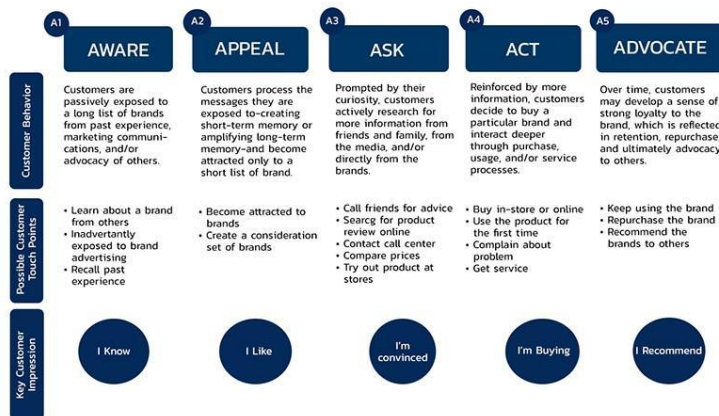 A1
AWARE
A2
APPEAL
A3
ASK
A4
ACT
A5
ADVOCATE
Customer Behavior
Customers are
passively exposed to
a long list of brands
from past experience,
marketing communi-
cations, and/or
advocacy of others.
Customers process the
messages they are
exposed to-creating
short-term memory or
amplifying long-term
memory-and become
attracted only to a
short list of brand.
Prompted by their
curiosity, customers
actively research for
more information from
friends and family, from
the media, and/or
directly from the
brands.
Reinforced by more
information, customers
decide to buy a
particular brand and
interact deeper
through purchase,
usage, and/or service
processes.
Over time, customers
may develop a sense of
strong loyalty to the
brand, which is reflected
in retention, repurchase,
and ultimately advocacy
to others.
Possible Customer
Touch Points
• Learn about a brand
from others
• Inadvertantly
exposed to brand
advertising
• Recall past
experience
• Become attracted to
brands
• Create a consideration
set of brands
• Call friends for advice
• Searcg for product
review online
• Contact call center
• Compare prices
• Try out product at
stores
• Buy in-store or online
• Use the product for
the first time
• Complain about
problem
• Get service
• Keep using the brand
• Repurchase the brand
• Recommend the
brands to others
Key Customer
Impression
I Know
I Like
I'm
convinced
I'm Buying
I Recommend